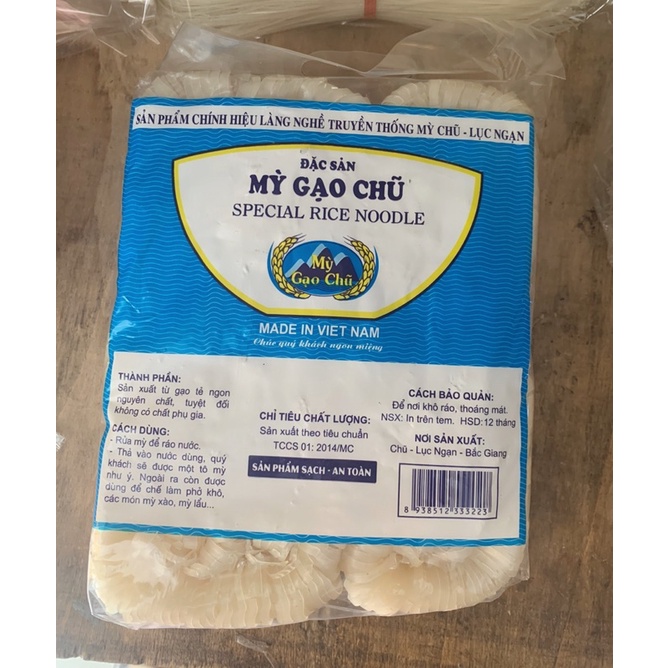 SẢN PHẨM CHÍNH HIỆU LÀNG NGHỀ TRUYỀN THỐNG MỲ CHŨ - LỤC NGẠN
ĐẶC SẢN
MỲ GẠO CHŨ
SPECIAL RICE NOODLE
Mỳ
Gạo Chũ
MADE IN VIET NAM
Chúc quý khách ngon miệng
THÀNH PHẦN:
Sản xuất từ gạo tẻ ngon
nguyên chất, tuyệt đối
không có chất phụ gia.
CÁCH DÙNG:
- Rửa mỳ để ráo nước.
- Thả vào nước dùng, quý
khách sẽ được một tô mỳ
như ý. Ngoài ra còn được
dùng để chế làm phở khô,
các món mỳ xào, mỳ lẩu...
CHỈ TIÊU CHẤT LƯỢNG:
Sản xuất theo tiêu chuẩn
TCCS 01: 2014/MC
SẢN PHẨM SẠCH - AN TOÀN
CÁCH BẢO QUẢN:
Để nơi khô ráo, thoáng mát.
NSX: In trên tem. HSD: 12 tháng
NƠI SẢN XUẤT:
Chũ - Lục Ngạn - Bắc Giang
8 938512 333223